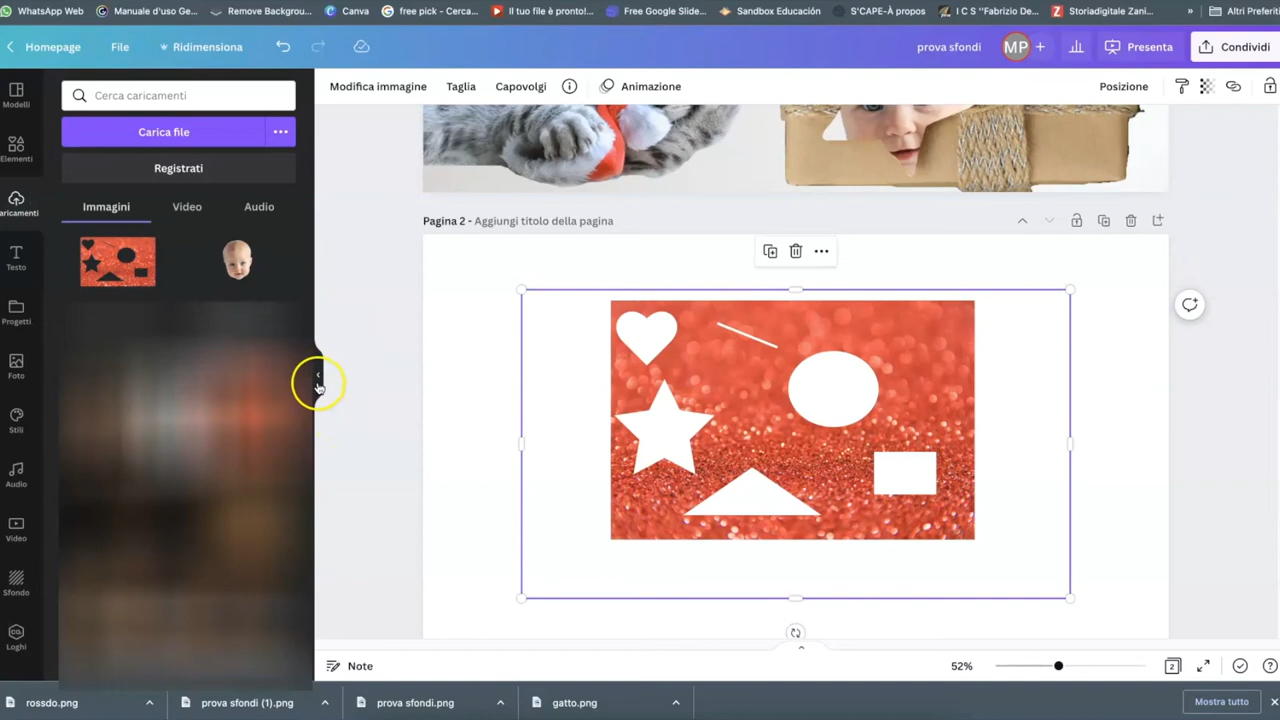 WhatsApp Web
Manuale d'uso Ge...
Remove Backgrou...
Canva
free pick - Cerca...
Il tuo file è pronto!...
Free Google Slide...
Sandbox Educación
S'CAPE-À propos
I C S "Fabrizio De...
Storiadigitale Zani...
»
Altri Preferiti
Homepage
File
Ridimensiona
prova sfondi
MP
+
Presenta
Condividi
Modelli
Elementi
Testo
Progetti
Foto
Stili
Audio
Video
Sfondo
CO.
Loghi
Cerca caricamenti
Carica file
Registrati
Immagini
Video
Audio
Modifica immagine
Taglia
Capovolgi
Animazione
Posizione
Pagina 2 - Aggiungi titolo della pagina
Note
52%
2
rossdo.png
prova sfondi (1).png
prova sfondi.png
gatto.png
Mostra tutto